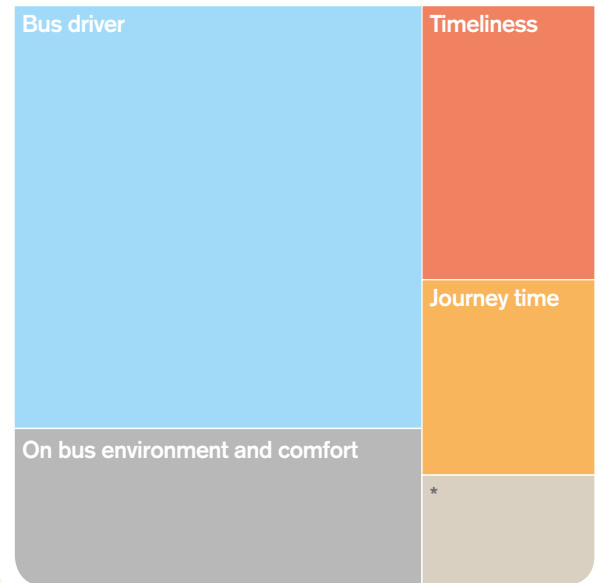 Bus driver
Timeliness
Journey time
On bus environment and comfort
*